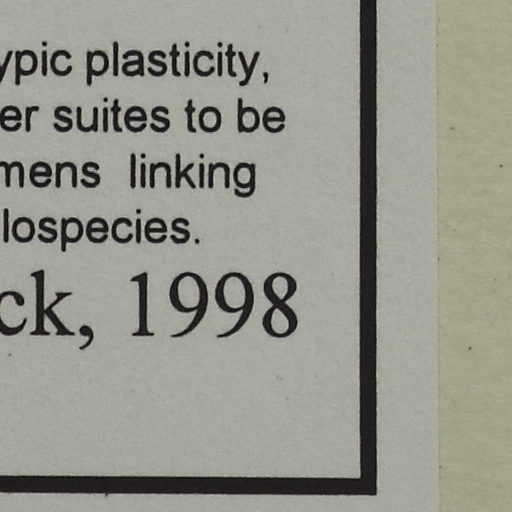 ypic plasticity,
er suites to be
mens linking
lospecies.
ck, 1998